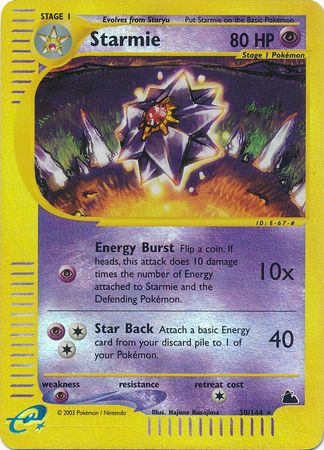 STAGE 1
Evolves from Staryu
Put Starmie on the Basic Pokémon
Starmie
80 HP
Stage 1 Pokémon
ID: E-67-#
Energy Burst Flip a coin. If
heads, this attack does 10 damage
times the number of Energy
attached to Starmie and the
Defending Pokémon.
10x
Star Back Attach a basic Energy
card from your discard pile to 1 of
your Pokémon.
40
weakness
resistance
retreat cost
e
© 2003 Pokémon / Nintendo
Illus. Hajime Kusajima
30/144 ★